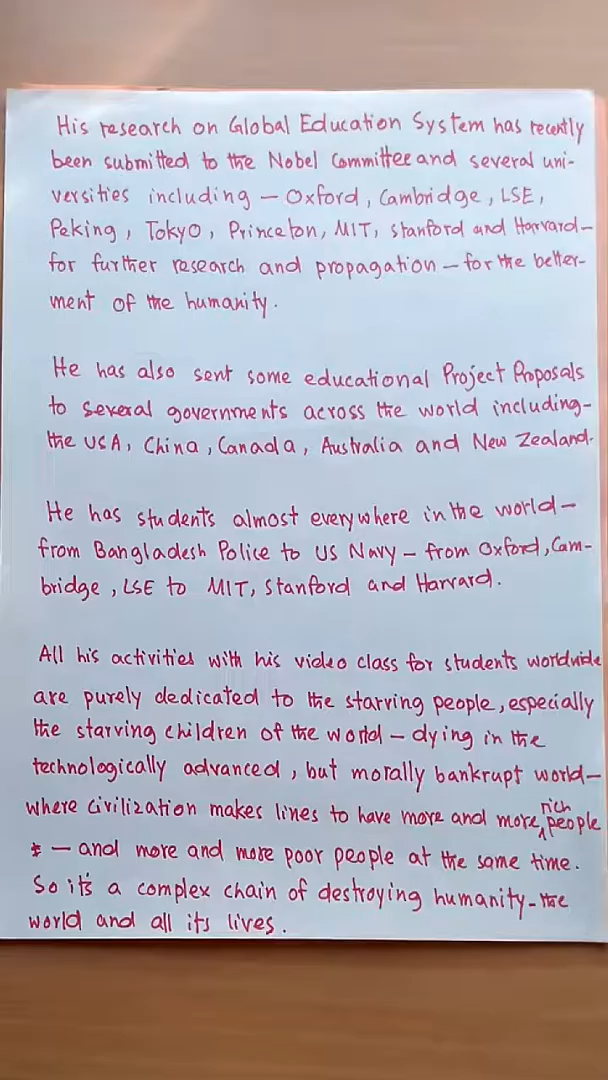 His research on Global Education System has recently
been submitted to the Nobel Committee and several uni-
versities including – Oxford, Cambridge, LSE,
Peking, Tokyo, Princeton, MIT, Stanford and Harvard –
for further research and propagation – for the better-
ment of the humanity.
He has also sent some educational Project Proposals
to several governments across the world including –
the USA, China, Canada, Australia and New Zealand.
He has students almost everywhere in the world –
from Bangladesh Police to US Navy – from Oxford, Cam-
bridge, LSE to MIT, Stanford and Harvard.
All his activities with his video class for students worldwide
are purely dedicated to the starving people, especially
the starving children of the world – dying in the
technologically advanced, but morally bankrupt world –
where civilization makes lines to have more and more rich people
– and more and more poor people at the same time.
So it's a complex chain of destroying humanity – the
world and all its lives.